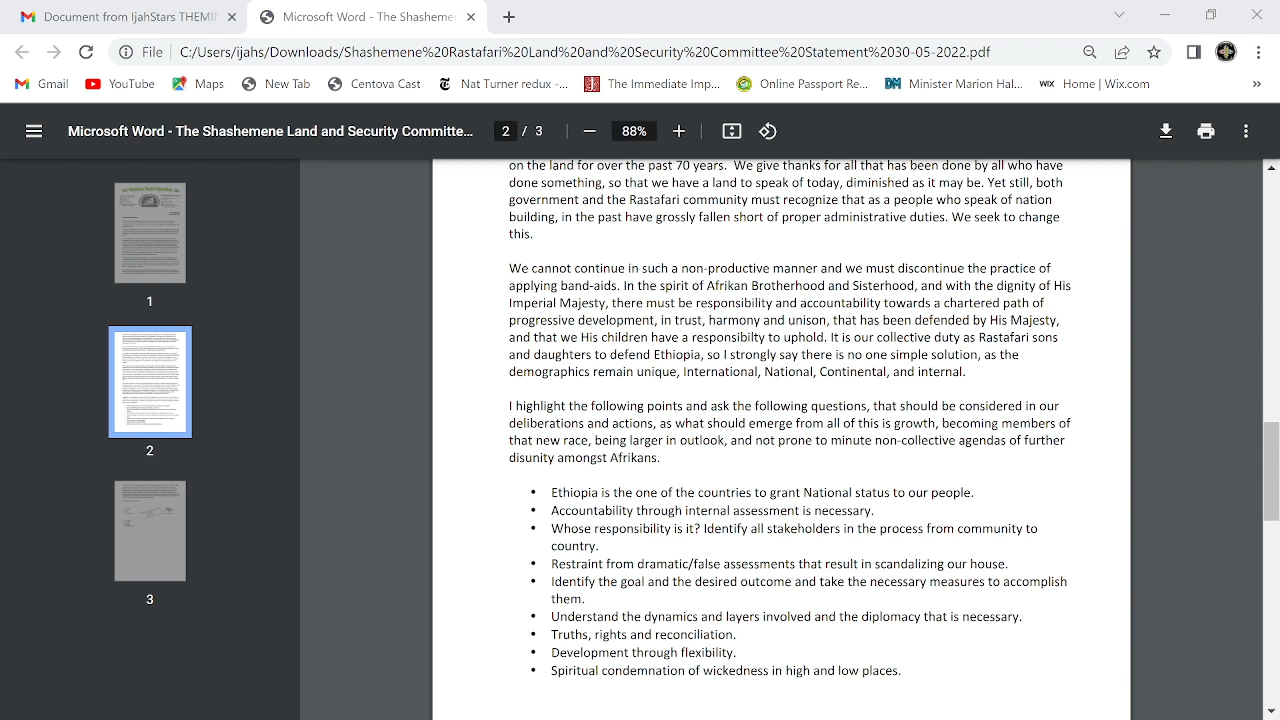 Document from IjahStars THEMIN
Microsoft Word - The Shasheme
File
C:/Users/ijahs/Downloads/Shashemene%20Rastafari%20Land%20and%20Security%20Committee%20Statement%2030-05-2022.pdf
Gmail
YouTube
Maps
New Tab
Centova Cast
Nat Turner redux -...
The Immediate Imp...
Online Passport Re...
Minister Marion Hal...
WIX Home | Wix.com
»
Microsoft Word - The Shashemene Land and Security Committe...
2 / 3
88%
1
2
3
on the land for over the past 70 years. We give thanks for all that has been done by all who have
done something, so that we have a land to speak of today, diminished as it may be. Yet still, both
government and the Rastafari community must recognize that as a people who speak of nation
building in the past have grossly fallen short of proper administrative duties. We seek to change
this.
We cannot continue in such a non-productive manner and we must discontinue the practice of
applying band-aids. In the spirit of Afrikan Brotherhood and Sisterhood, and with the dignity of His
Imperial Majesty, there must be responsibility and accountability towards a chartered path of
progressive development, in trust, harmony and unison, that has been defended by His Majesty,
and that we His children have a responsibilty to uphold. It is our collective duty as Rastafari sons
and daughters to defend Ethiopia, so I strongly say there is no one simple solution, as the
demographics remain unique, International, National, Continental, and internal.
I highlight the following points and ask the following questions, that should be considered in our
deliberations and actions, as what should emerge from all of this is growth, becoming members of
that new race, being larger in outlook, and not prone to minute non-collective agendas of further
disunity amongst Afrikans.
• Ethiopia is the one of the countries to grant National status to our people.
• Accountability through internal assessment is necessary.
• Whose responsibility is it? Identify all stakeholders in the process from community to
country.
• Restraint from dramatic/false assessments that result in scandalizing our house.
• Identify the goal and the desired outcome and take the necessary measures to accomplish
them.
• Understand the dynamics and layers involved and the diplomacy that is necessary.
• Truths, rights and reconciliation.
• Development through flexibility.
• Spiritual condemnation of wickedness in high and low places.